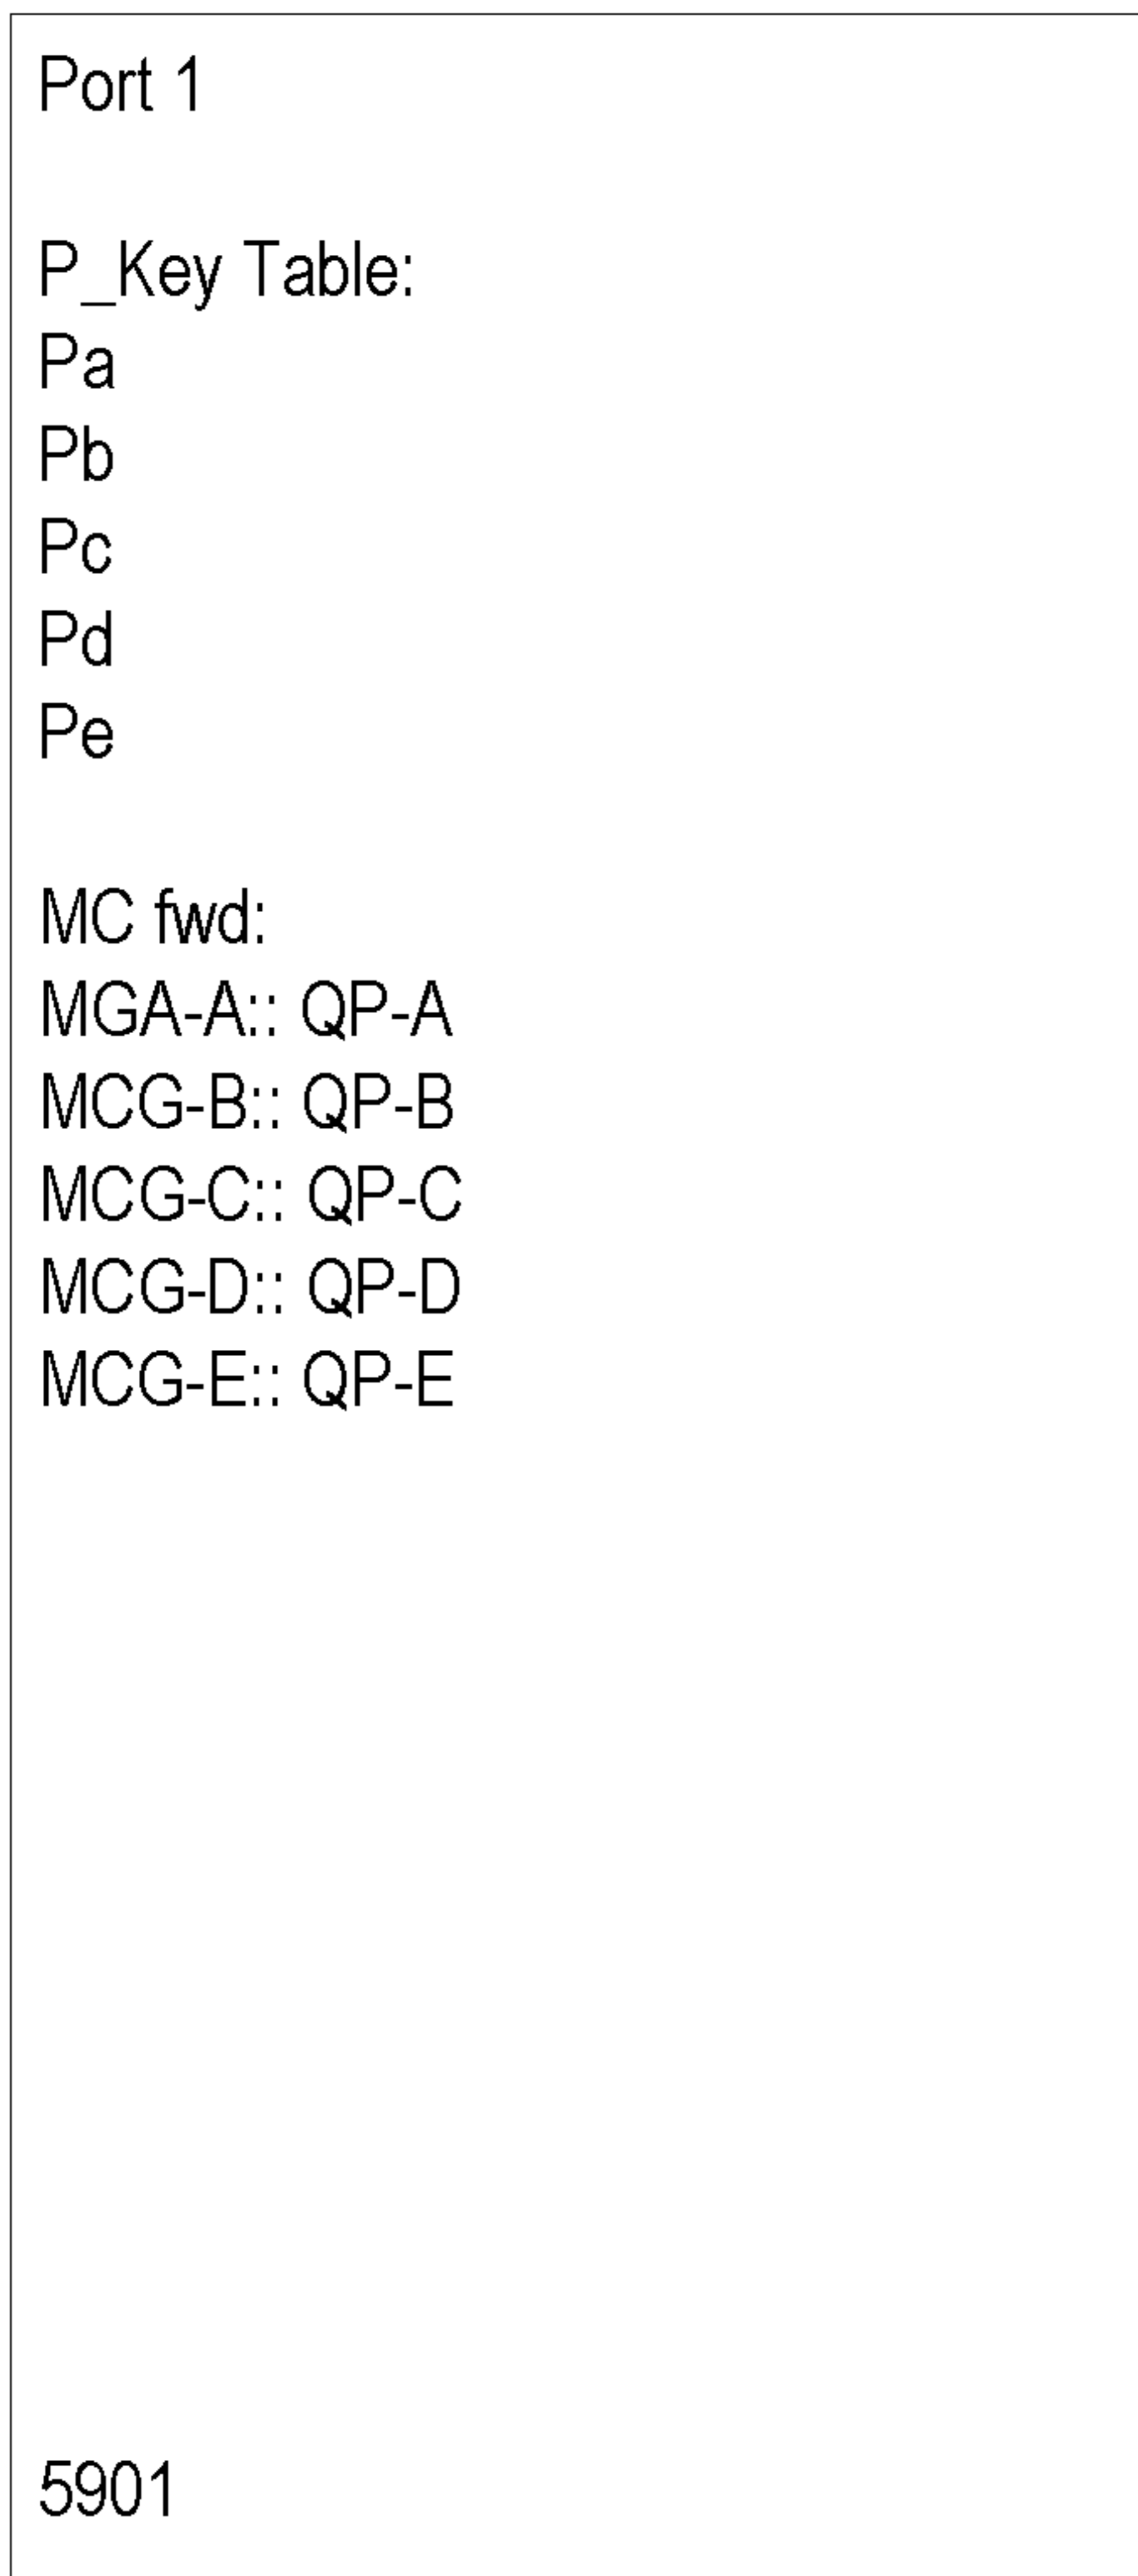 Port 1
P_Key Table:
Pa
Pb
Pc
Pd
Pe
MC fwd:
MGA-A:: QP-A
MCG-B:: QP-B
MCG-C:: QP-C
MCG-D:: QP-D
MCG-E:: QP-E
5901